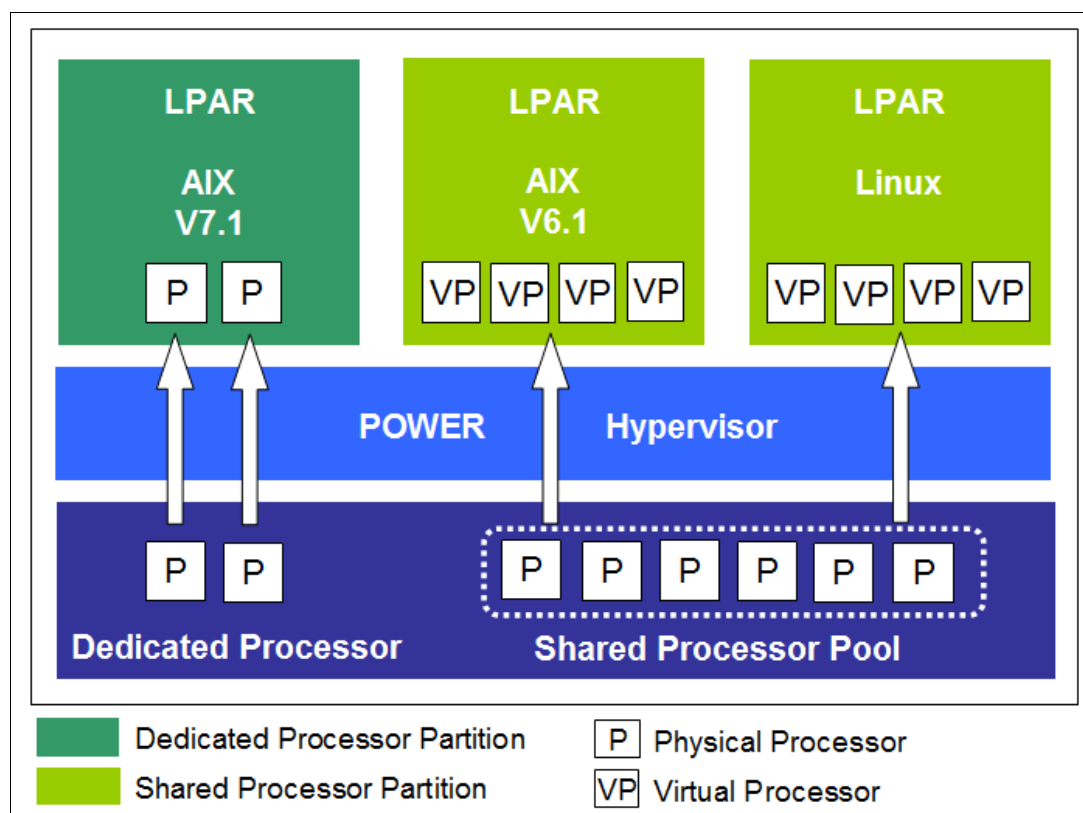 LPAR
AIX
V7.1
P P
LPAR
AIX
V6.1
VP VP VP VP
LPAR
Linux
VP VP VP VP
POWER Hypervisor
P P
P P P P P P
Dedicated Processor
Shared Processor Pool
Dedicated Processor Partition
P Physical Processor
Shared Processor Partition
VP Virtual Processor